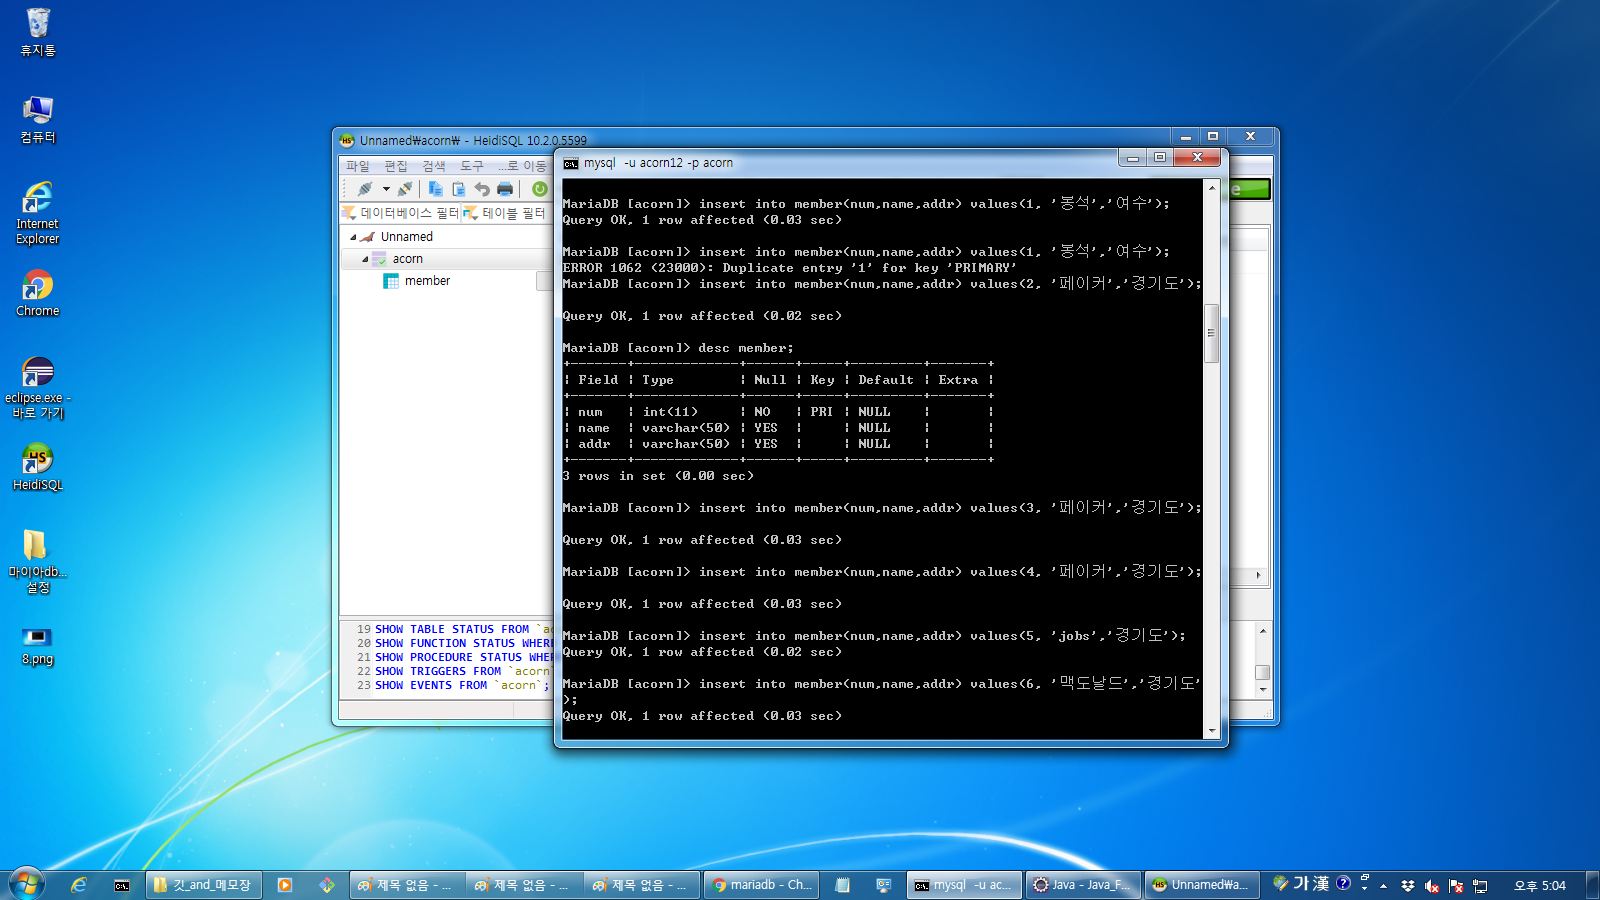 휴지통
컴퓨터
Internet
Explorer
Chrome
eclipse.exe -
바로 가기
HeidiSQL
마이아db...
설정
8.png
Unnamed₩acorn₩ - HeidiSQL 10.2.0.5599
파일 편집 검색 도구 ...로 이동
데이터베이스 필터 테이블 필터
Unnamed
acorn
member
e
19 SHOW TABLE STATUS FROM `ac
20 SHOW FUNCTION STATUS WHERE
21 SHOW PROCEDURE STATUS WHE
22 SHOW TRIGGERS FROM `acorn`
23 SHOW EVENTS FROM `acorn`;
mysql -u acorn12 -p acorn
MariaDB [acorn]> insert into member(num,name,addr) values(1, '봉석','여수');
Query OK, 1 row affected (0.03 sec)
MariaDB [acorn]> insert into member(num,name,addr) values(1, '봉석','여수');
ERROR 1062 (23000): Duplicate entry '1' for key 'PRIMARY'
MariaDB [acorn]> insert into member(num,name,addr) values(2, '페이커','경기도');
Query OK, 1 row affected (0.02 sec)
MariaDB [acorn]> desc member;
+-------+-------------+------+-----+---------+-------+
| Field | Type | Null | Key | Default | Extra |
+-------+-------------+------+-----+---------+-------+
| num | int(11) | NO | PRI | NULL | |
| name | varchar(50) | YES | | NULL | |
| addr | varchar(50) | YES | | NULL | |
+-------+-------------+------+-----+---------+-------+
3 rows in set (0.00 sec)
MariaDB [acorn]> insert into member(num,name,addr) values(3, '페이커','경기도');
Query OK, 1 row affected (0.03 sec)
MariaDB [acorn]> insert into member(num,name,addr) values(4, '페이커','경기도');
Query OK, 1 row affected (0.03 sec)
MariaDB [acorn]> insert into member(num,name,addr) values(5, 'jobs','경기도');
Query OK, 1 row affected (0.02 sec)
MariaDB [acorn]> insert into member(num,name,addr) values(6, '맥도날드','경기도'
);
Query OK, 1 row affected (0.03 sec)
깃_and_메모장
제목 없음 - ...
제목 없음 - ...
제목 없음 - ...
mariadb - Ch...
mysql -u ac...
Java - Java_F...
Unnamed₩a...
가 漢
오후 5:04